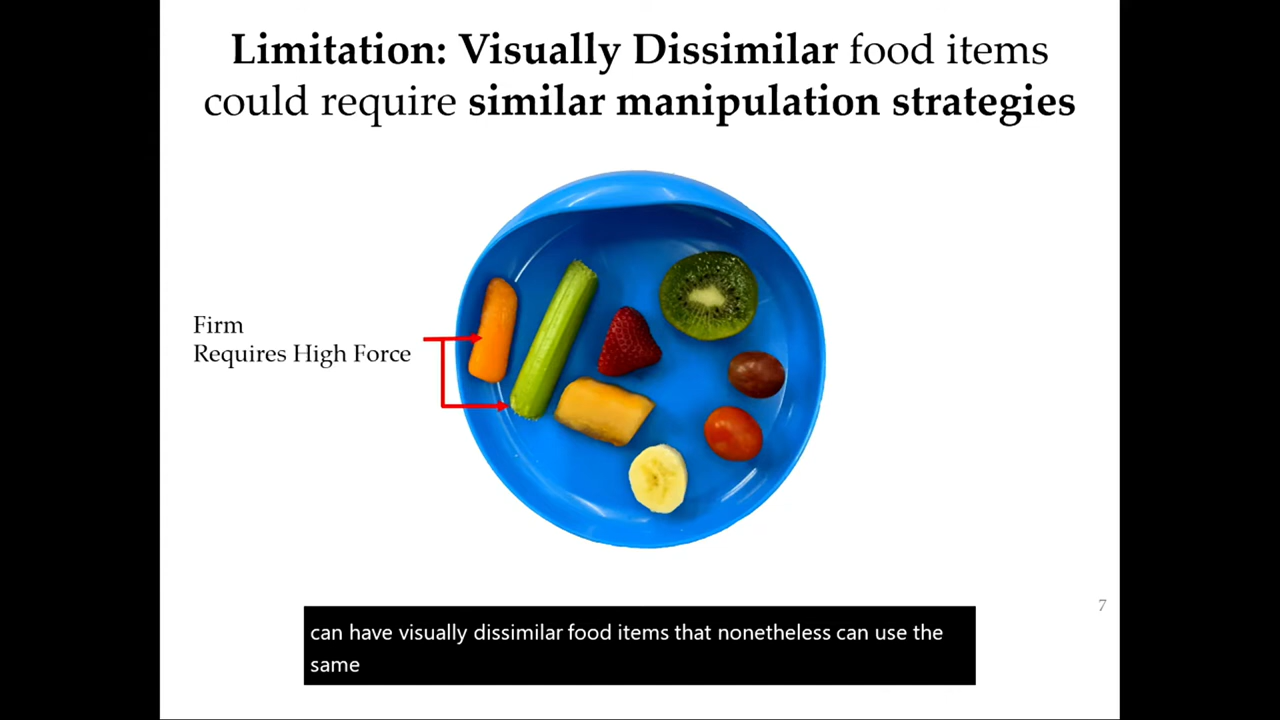 Limitation: Visually Dissimilar food items
could require similar manipulation strategies
Firm
Requires High Force
7
can have visually dissimilar food items that nonetheless can use the
same